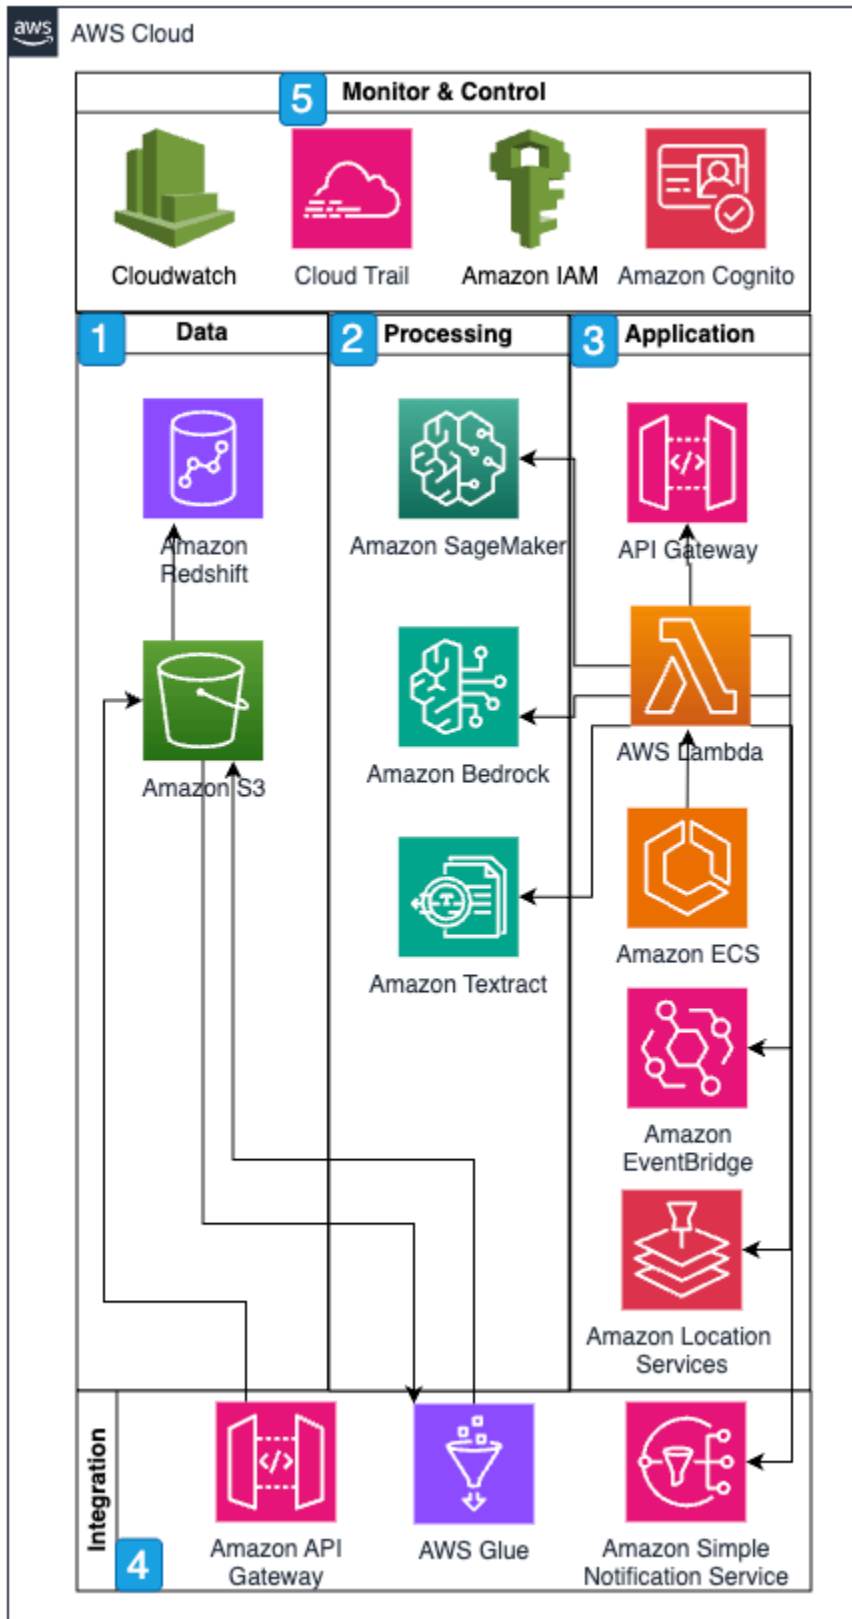 aws
AWS Cloud
5
Monitor & Control
Cloudwatch
Cloud Trail
Amazon IAM
Amazon Cognito
1
Data
2
Processing
3
Application
Amazon
Redshift
Amazon SageMaker
API Gateway
Amazon S3
Amazon Bedrock
AWS Lambda
Amazon Textract
Amazon ECS
Amazon
EventBridge
Amazon Location
Services
Integration
4
Amazon API
Gateway
AWS Glue
Amazon Simple
Notification Service